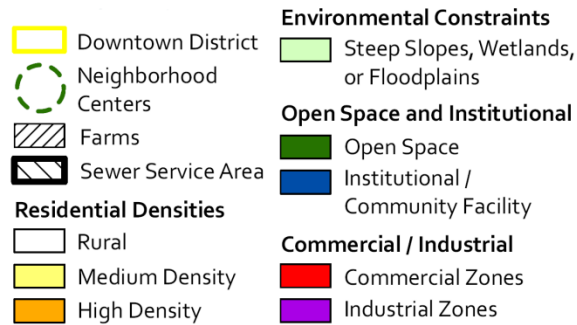 Downtown District
Neighborhood
Centers
Farms
Sewer Service Area
Residential Densities
Rural
Medium Density
High Density
Environmental Constraints
Steep Slopes, Wetlands,
or Floodplains
Open Space and Institutional
Open Space
Institutional /
Community Facility
Commercial / Industrial
Commercial Zones
Industrial Zones